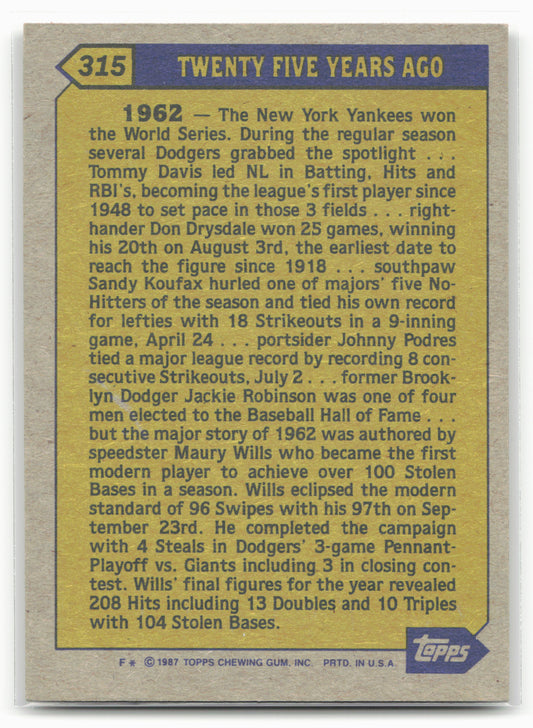 315 TWENTY FIVE YEARS AGO
1962 — The New York Yankees won
the World Series. During the regular season
several Dodgers grabbed the spotlight . . .
Tommy Davis led NL in Batting, Hits and
RBI's, becoming the league's first player since
1948 to set pace in those 3 fields . . . right-
hander Don Drysdale won 25 games, winning
his 20th on August 3rd, the earliest date to
reach the figure since 1918 . . . southpaw
Sandy Koufax hurled one of majors' five No-
Hitters of the season and tied his own record
for lefties with 18 Strikeouts in a 9-inning
game, April 24 . . . portsider Johnny Podres
tied a major league record by recording 8 con-
secutive Strikeouts, July 2 . . . former Brook-
lyn Dodger Jackie Robinson was one of four
men elected to the Baseball Hall of Fame . . .
but the major story of 1962 was authored by
speedster Maury Wills who became the first
modern player to achieve over 100 Stolen
Bases in a season. Wills eclipsed the modern
standard of 96 Swipes with his 97th on Sep-
tember 23rd. He completed the campaign
with 4 Steals in Dodgers' 3-game Pennant-
Playoff vs. Giants including 3 in closing con-
test. Wills' final figures for the year revealed
208 Hits including 13 Doubles and 10 Triples
with 104 Stolen Bases.
topps
F* © 1987 TOPPS CHEWING GUM, INC. PRTD. IN U.S.A.